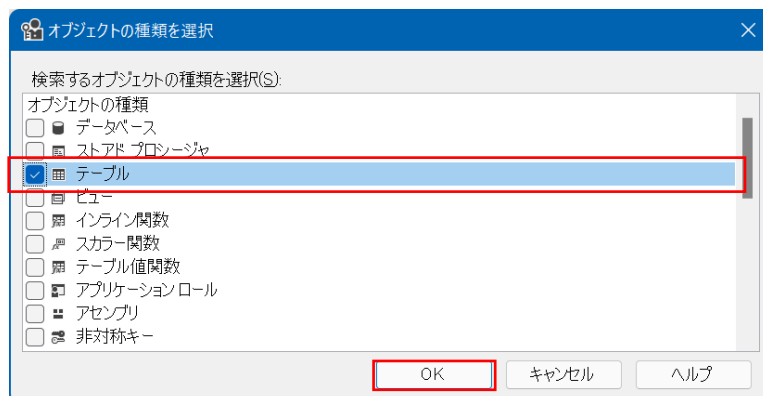 オブジェクトの種類を選択
検索するオブジェクトの種類を選択(S):
オブジェクトの種類
データベース
ストアド プロシージャ
テーブル
ビュー
インライン関数
スカラー関数
テーブル値関数
アプリケーション ロール
アセンブリ
非対称キー
OK
キャンセル
ヘルプ